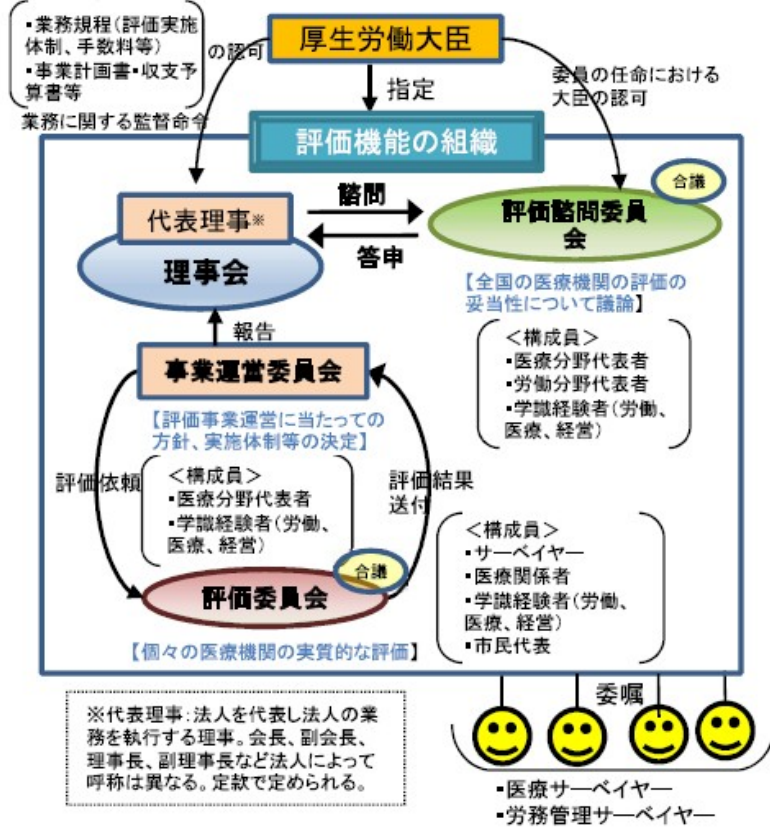 ▪業務規程(評価実施
体制、手数料等)
▪事業計画書・収支予
算書等
の認可
業務に関する監督命令
厚生労働大臣
指定
委員の任命における
大臣の認可
評価機能の組織
合議
代表理事※
理事会
諮問
答申
評価諮問委員
会
【全国の医療機関の評価の
妥当性について議論】
<構成員>
▪医療分野代表者
▪労働分野代表者
▪学識経験者(労働、
医療、経営)
報告
事業運営委員会
【評価事業運営に当たっての
方針、実施体制等の決定】
評価依頼
<構成員>
▪医療分野代表者
▪学識経験者(労働、
医療、経営)
評価結果
送付
合議
評価委員会
【個々の医療機関の実質的な評価】
<構成員>
▪サーベイヤー
▪医療関係者
▪学識経験者(労働、
医療、経営)
▪市民代表
委嘱
※代表理事:法人を代表し法人の業
務を執行する理事。会長、副会長、
理事長、副理事長など法人によって
呼称は異なる。定款で定められる。
▪医療サーベイヤー
▪労務管理サーベイヤー